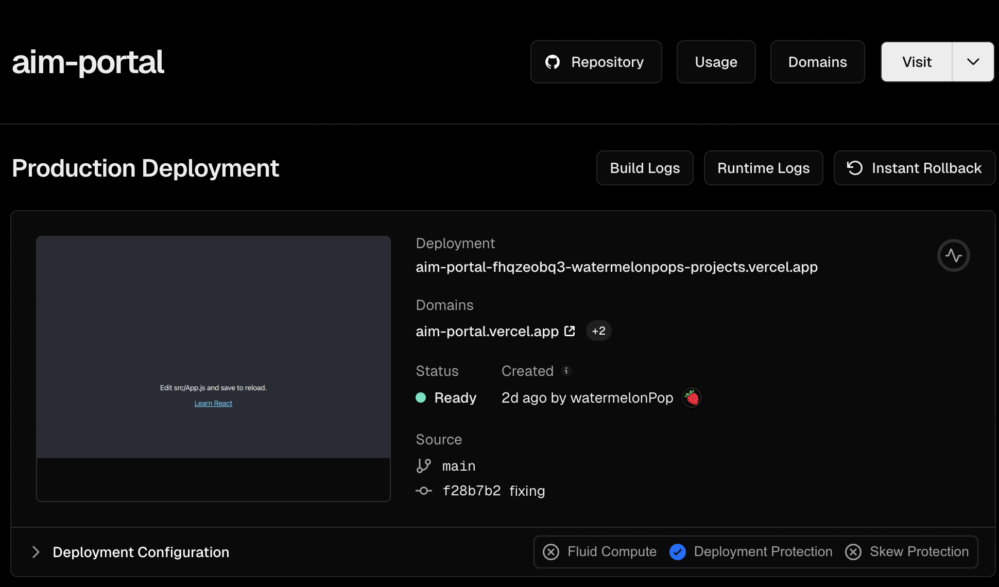 aim-portal
Repository
Usage
Domains
Visit
Production Deployment
Build Logs
Runtime Logs
Instant Rollback
Edit src/App.js and save to reload.
Learn React
Deployment
aim-portal-fhqzeobq3-watermelonpops-projects.vercel.app
Domains
aim-portal.vercel.app +2
Status
Created
Ready
2d ago by watermelonPop
Source
main
f28b7b2 fixing
Deployment Configuration
Fluid Compute
Deployment Protection
Skew Protection